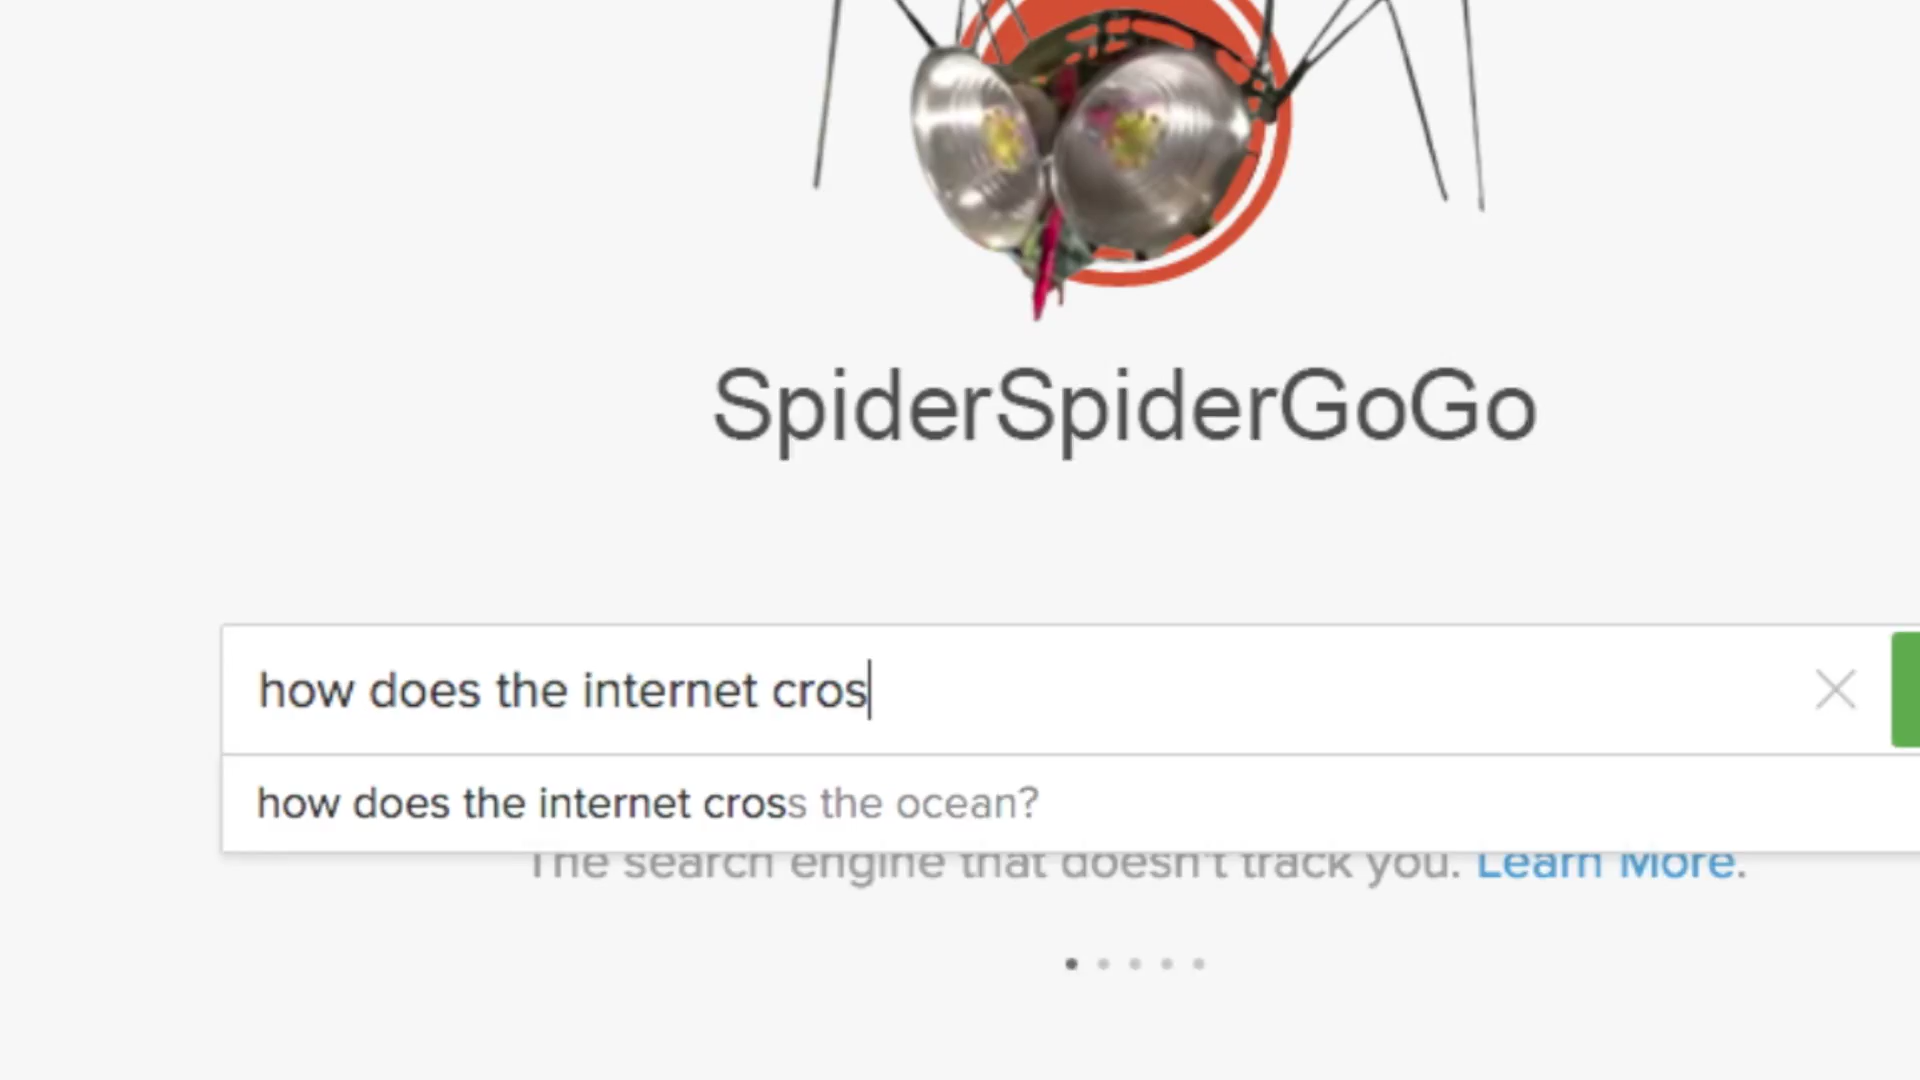 SpiderSpiderGoGo
how does the internet cros
how does the internet cross the ocean?
The search engine that doesn't track you. Learn More.